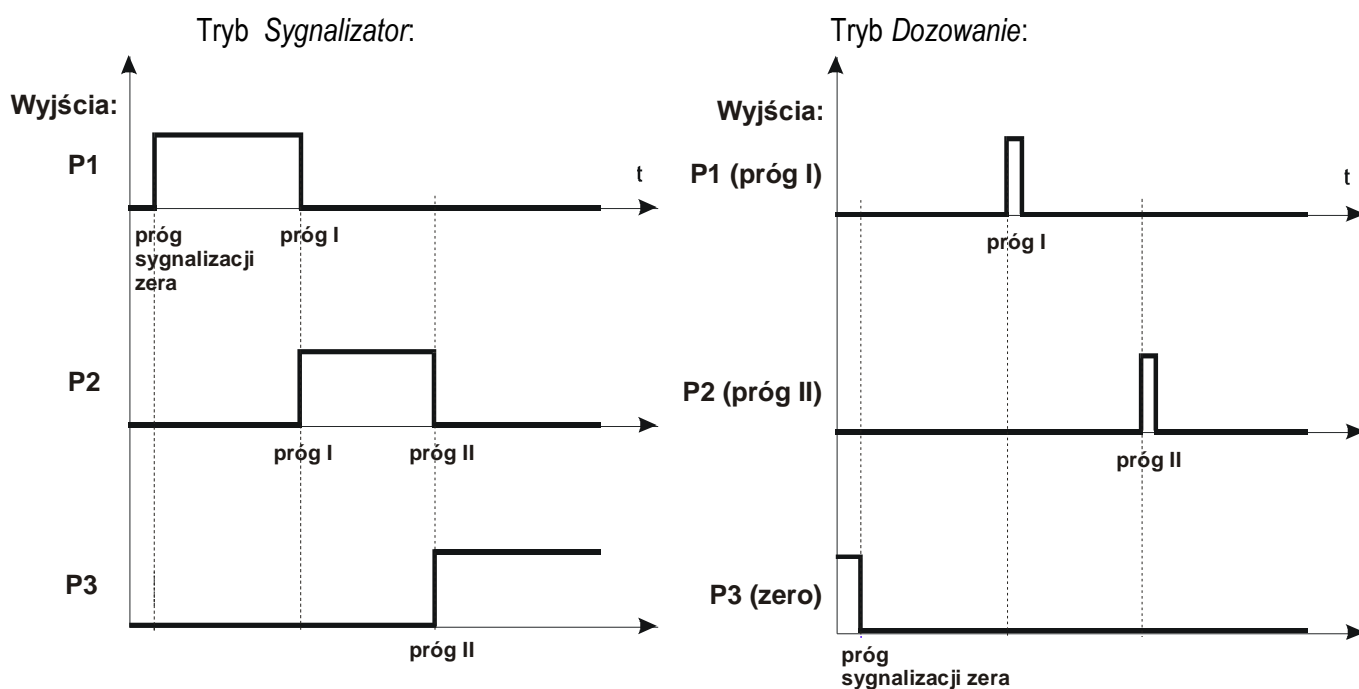 Tryb Sygnalizator:
Wyjścia:
P1
t
próg
sygnalizacji
zera
próg I
P2
próg I
próg II
P3
próg II
Tryb Dozowanie:
Wyjścia:
P1 (próg I)
t
próg I
P2 (próg II)
próg II
P3 (zero)
próg
sygnalizacji zera